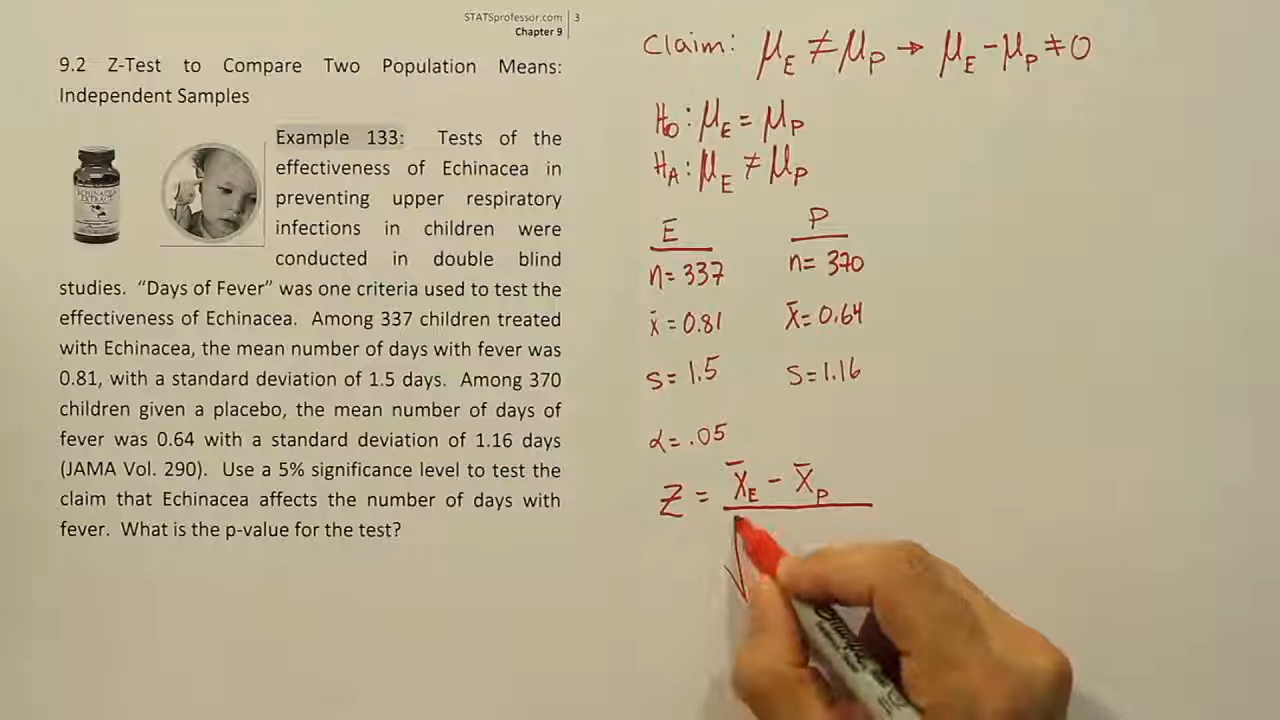 STATSprofessor.com 3
Chapter 9
9.2 Z-Test to Compare Two Population Means:
Independent Samples
Example 133: Tests of the
effectiveness of Echinacea in
preventing upper respiratory
infections in children were
conducted in double blind
studies. “Days of Fever” was one criteria used to test the
effectiveness of Echinacea. Among 337 children treated
with Echinacea, the mean number of days with fever was
0.81, with a standard deviation of 1.5 days. Among 370
children given a placebo, the mean number of days of
fever was 0.64 with a standard deviation of 1.16 days
(JAMA Vol. 290). Use a 5% significance level to test the
claim that Echinacea affects the number of days with
fever. What is the p-value for the test?
Claim: μE ≠ μP → μE - μP ≠ 0
H0: μE = μP
HA: μE ≠ μP
E P
n = 337 n = 370
x̄ = 0.81 x̄ = 0.64
s = 1.5 s = 1.16
α = .05
Z = x̄E - x̄P
√